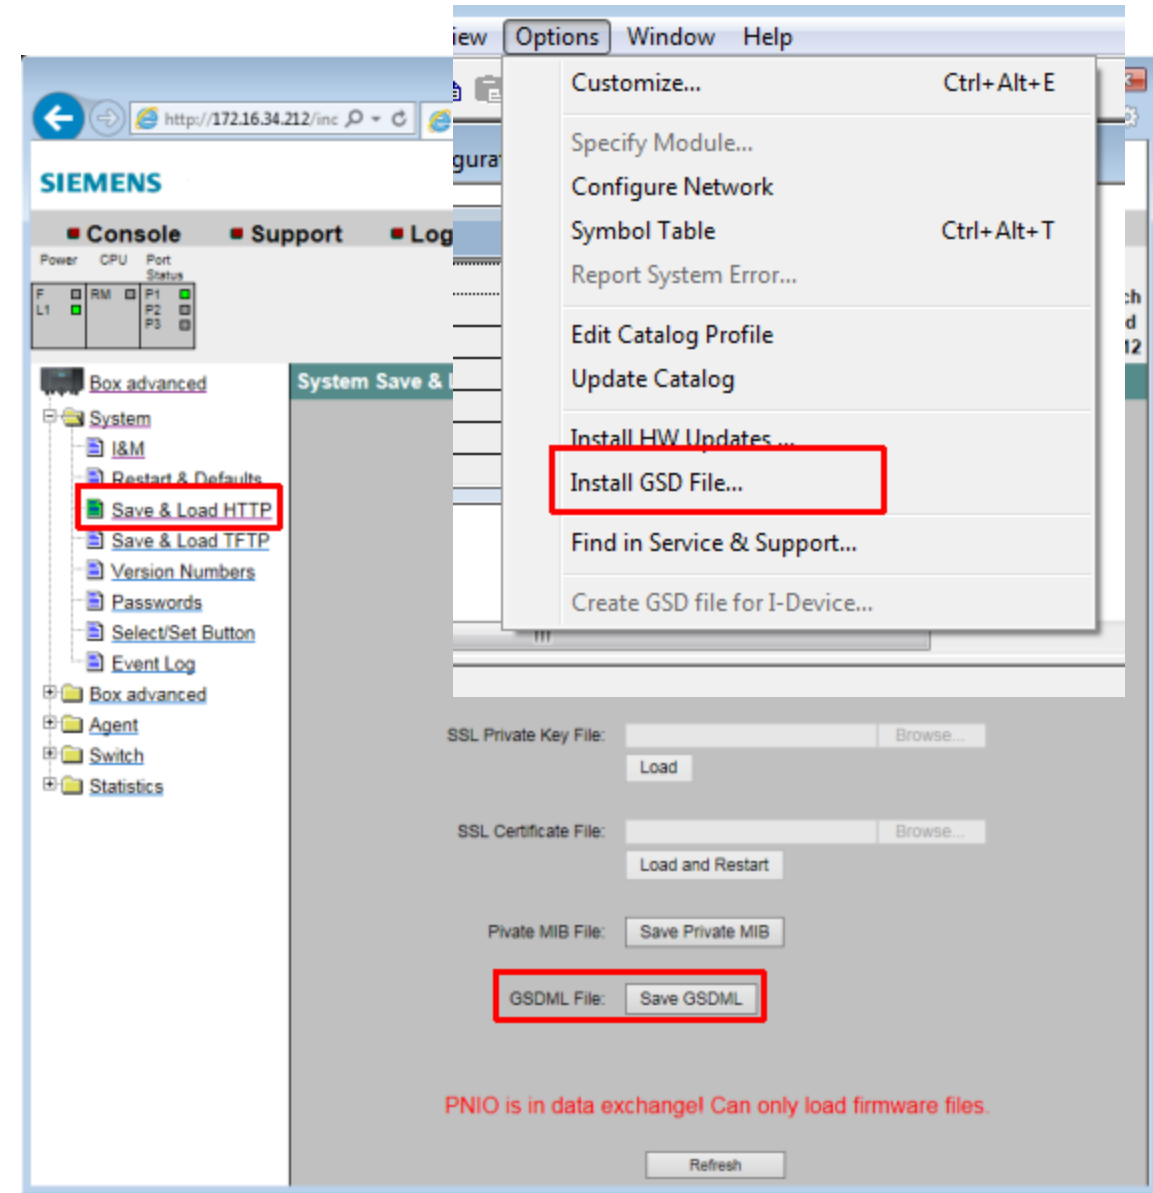 iew Options Window Help
Customize... Ctrl+Alt+E
Specify Module...
Configure Network
Symbol Table Ctrl+Alt+T
Report System Error...
Edit Catalog Profile
Update Catalog
Install HW Updates ...
Install GSD File...
Find in Service & Support...
Create GSD file for I-Device...
http://172.16.34.212/inc
gurat
SIEMENS
Console Support Log
Power CPU Port Status
F RM P1
L1 P2
P3
ch
d
12
Box advanced
System Save & L
System
I&M
Restart & Defaults
Save & Load HTTP
Save & Load TFTP
Version Numbers
Passwords
Select/Set Button
Event Log
Box advanced
Agent
Switch
Statistics
SSL Private Key File: Browse...
Load
SSL Certificate File: Browse...
Load and Restart
Pivate MIB File: Save Private MIB
GSDML File: Save GSDML
PNIO is in data exchange! Can only load firmware files.
Refresh